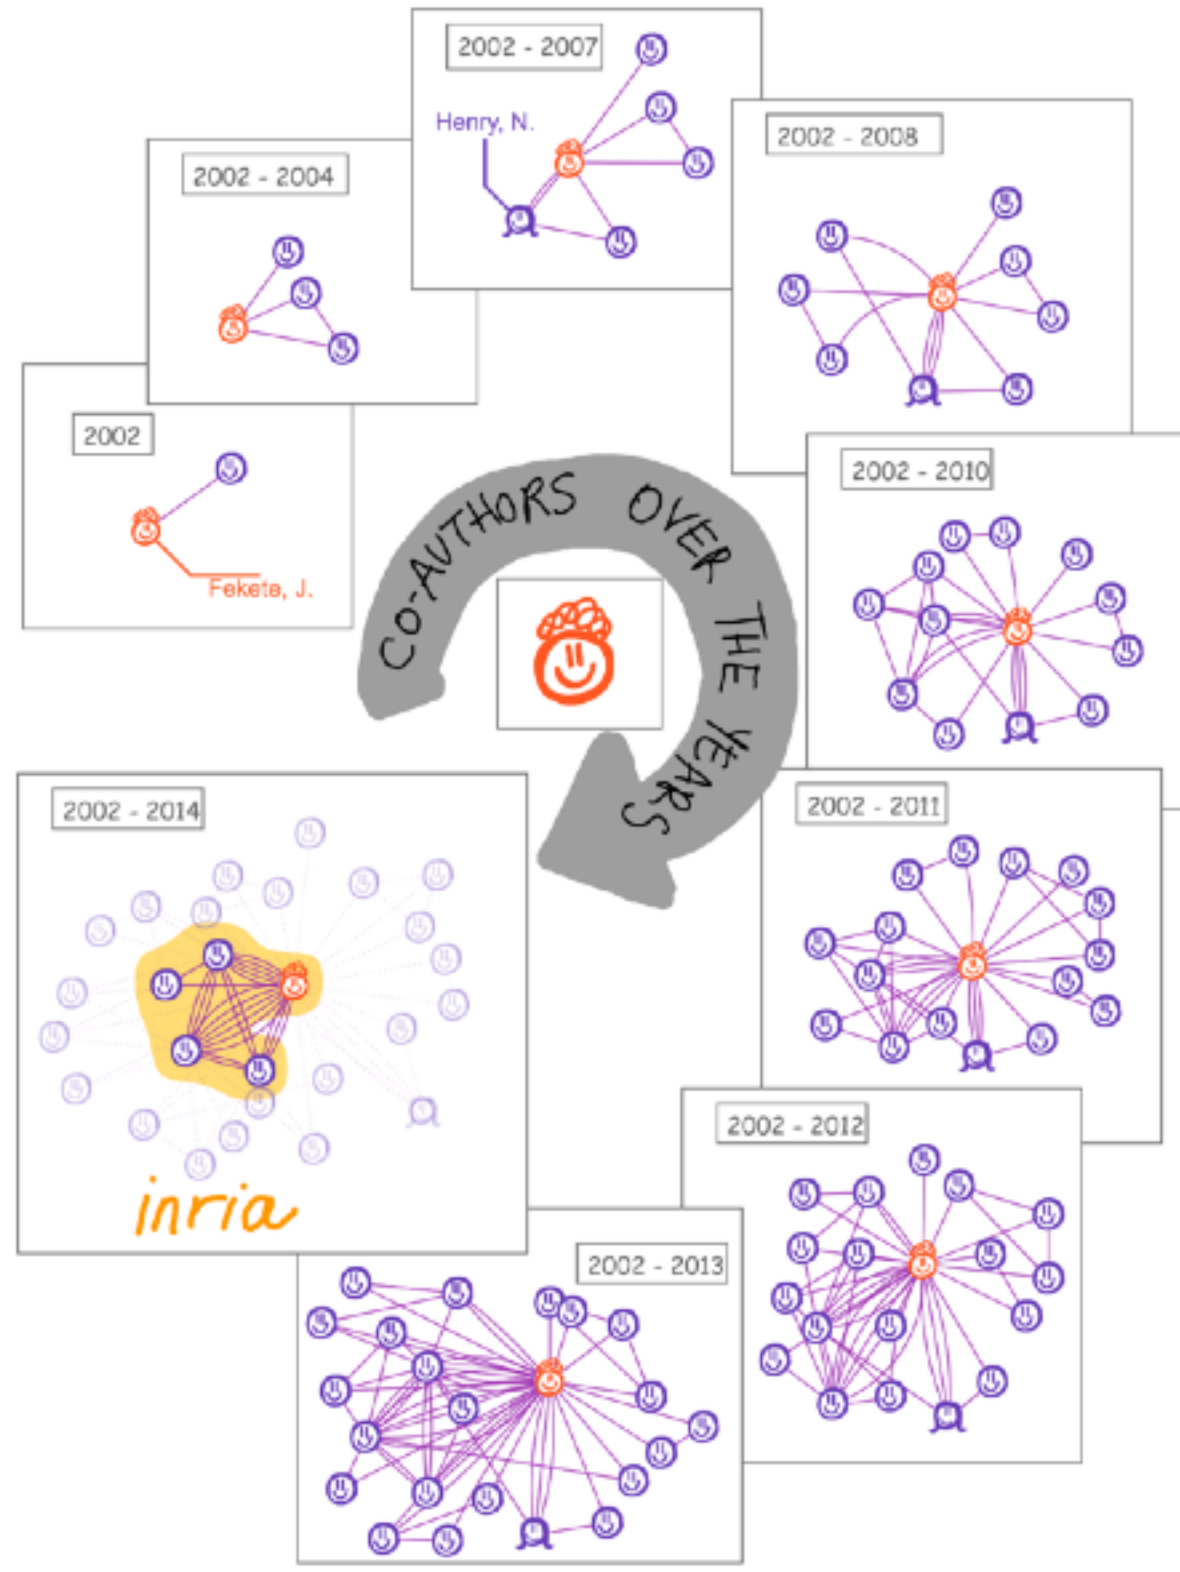 2002
Fekete, J.
2002 - 2004
2002 - 2007
Henry, N.
2002 - 2008
2002 - 2010
2002 - 2011
2002 - 2012
2002 - 2013
2002 - 2014
inria
CO-AUTHORS OVER THE YEARS